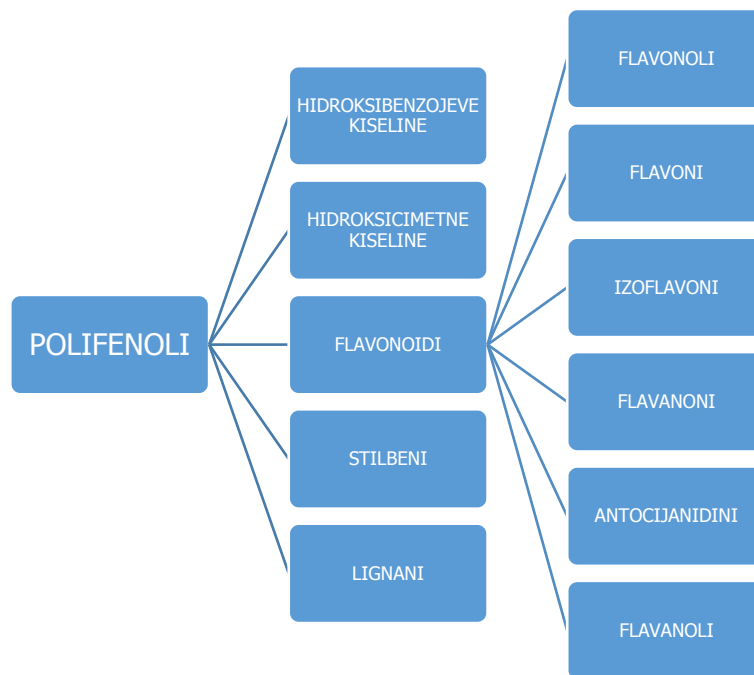 POLIFENOLI
HIDROKSIBENZOJEVE
KISELINE
HIDROKSICIMETNE
KISELINE
FLAVONOIDI
STILBENI
LIGNANI
FLAVONOLI
FLAVONI
IZOFLAVONI
FLAVANONI
ANTOCIJANIDINI
FLAVANOLI